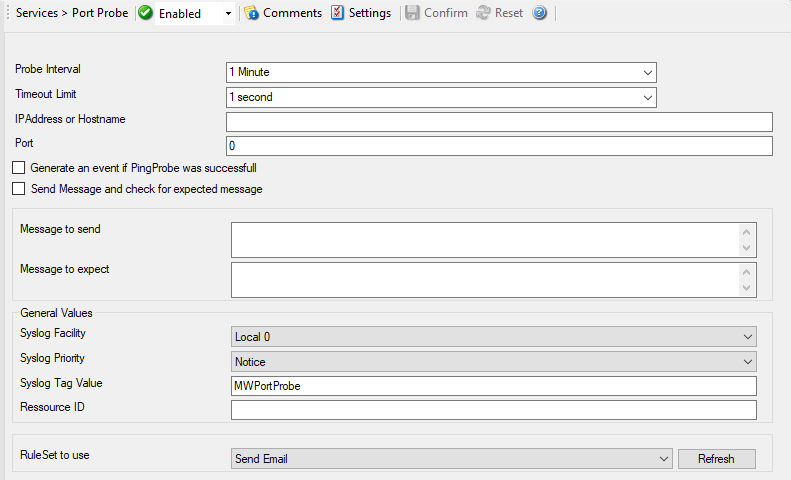 Services > Port Probe Enabled Comments Settings Confirm Reset ?
Probe Interval 1 Minute
Timeout Limit 1 second
IPAddress or Hostname
Port 0
Generate an event if PingProbe was successfull
Send Message and check for expected message
Message to send
Message to expect
General Values
Syslog Facility Local 0
Syslog Priority Notice
Syslog Tag Value MWPortProbe
Ressource ID
RuleSet to use Send Email Refresh